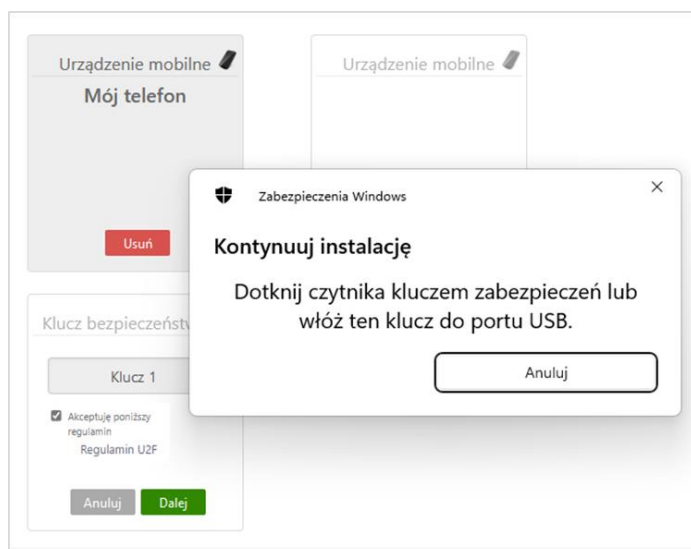 Urządzenie mobilne
Mój telefon
Usuń
Urządzenie mobilne
Zabezpieczenia Windows
Kontynuuj instalację
Dotknij czytnika kluczem zabezpieczeń lub
włóż ten klucz do portu USB.
Anuluj
Klucz bezpieczeństw
Klucz 1
Akceptuję poniższy
regulamin
Regulamin U2F
Anuluj
Dalej